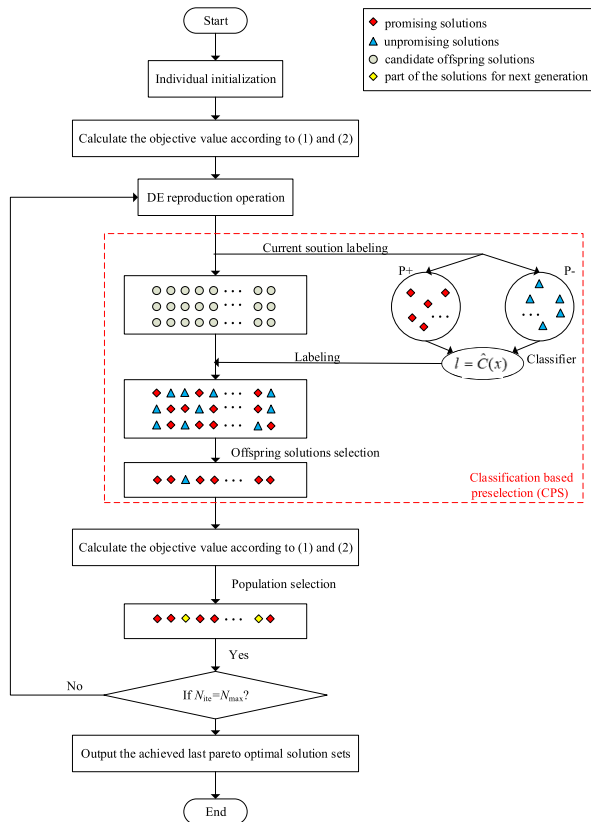 Start
promising solutions
unpromising solutions
candidate offspring solutions
part of the solutions for next generation
Individual initialization
Calculate the objective value according to (1) and (2)
DE reproduction operation
Current soution labeling
P+
P-
Labeling
l = Ĉ(x)
Classifier
Offspring solutions selection
Classification based
preselection (CPS)
Calculate the objective value according to (1) and (2)
Population selection
Yes
No
If Nite=Nmax?
Output the achieved last pareto optimal solution sets
End